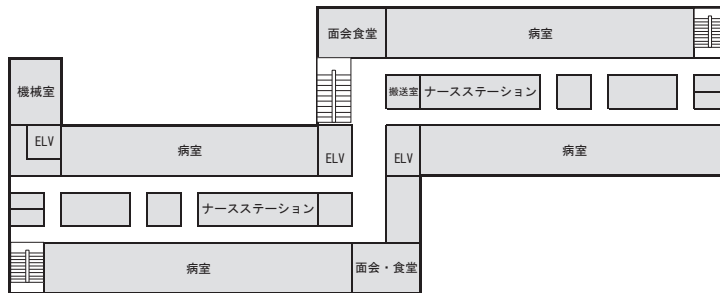 面会食堂
病室
機械室
搬送室
ナースステーション
ELV
病室
ELV
ELV
病室
ナースステーション
病室
面会・食堂